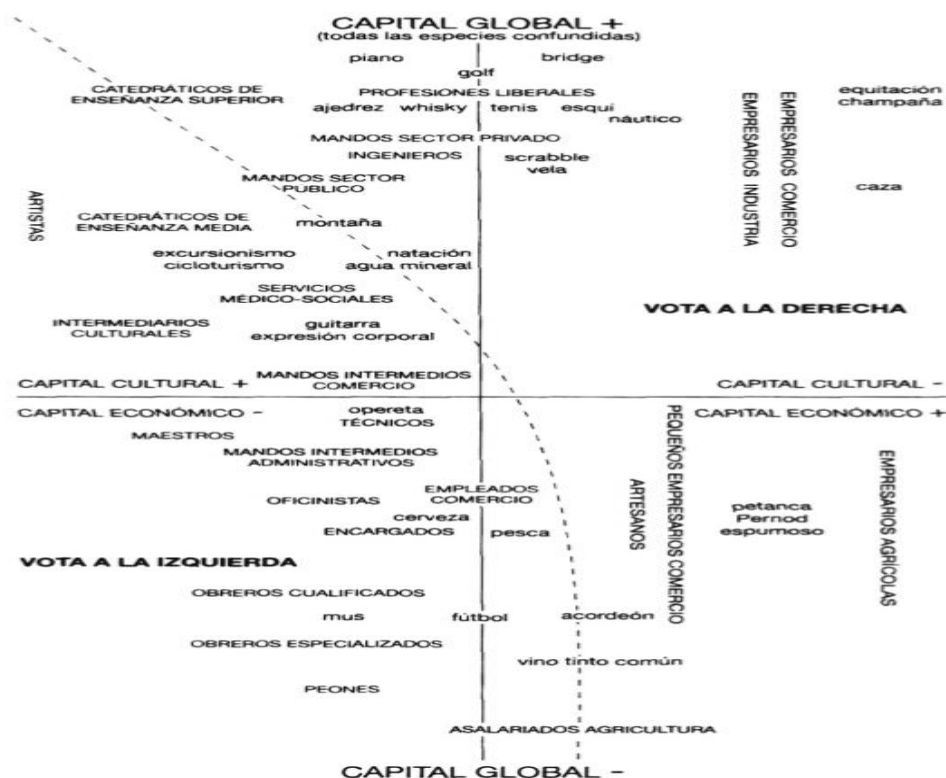 CAPITAL GLOBAL +
(todas las especies confundidas)
piano
bridge
golf
CATEDRÁTICOS DE
ENSEÑANZA SUPERIOR
PROFESIONES LIBERALES
equitación
champaña
ajedrez whisky tenis esquí
náutico
MANDOS SECTOR PRIVADO
INGENIEROS
scrabble
vela
EMPRESARIOS INDUSTRIA
EMPRESARIOS COMERCIO
MANDOS SECTOR
PÚBLICO
caza
ARTISTAS
CATEDRÁTICOS DE
ENSEÑANZA MEDIA
montaña
excursionismo
cicloturismo
natación
agua mineral
SERVICIOS
MÉDICO-SOCIALES
VOTA A LA DERECHA
INTERMEDIARIOS
CULTURALES
guitarra
expresión corporal
MANDOS INTERMEDIOS
COMERCIO
CAPITAL CULTURAL +
CAPITAL CULTURAL -
CAPITAL ECONÓMICO -
CAPITAL ECONÓMICO +
opereta
TÉCNICOS
MAESTROS
MANDOS INTERMEDIOS
ADMINISTRATIVOS
PEQUEÑOS EMPRESARIOS COMERCIO
EMPRESARIOS AGRÍCOLAS
ARTESANOS
OFICINISTAS
EMPLEADOS
COMERCIO
petanca
Pernod
espumoso
cerveza
ENCARGADOS
pesca
VOTA A LA IZQUIERDA
OBREROS CUALIFICADOS
mus
fútbol
acordeón
OBREROS ESPECIALIZADOS
vino tinto común
PEONES
ASALARIADOS AGRICULTURA
CAPITAL GLOBAL -